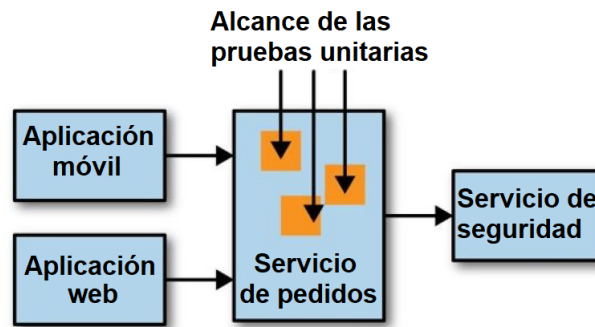 Alcance de las
pruebas unitarias
Aplicación
móvil
Aplicación
web
Servicio
de pedidos
Servicio de
seguridad